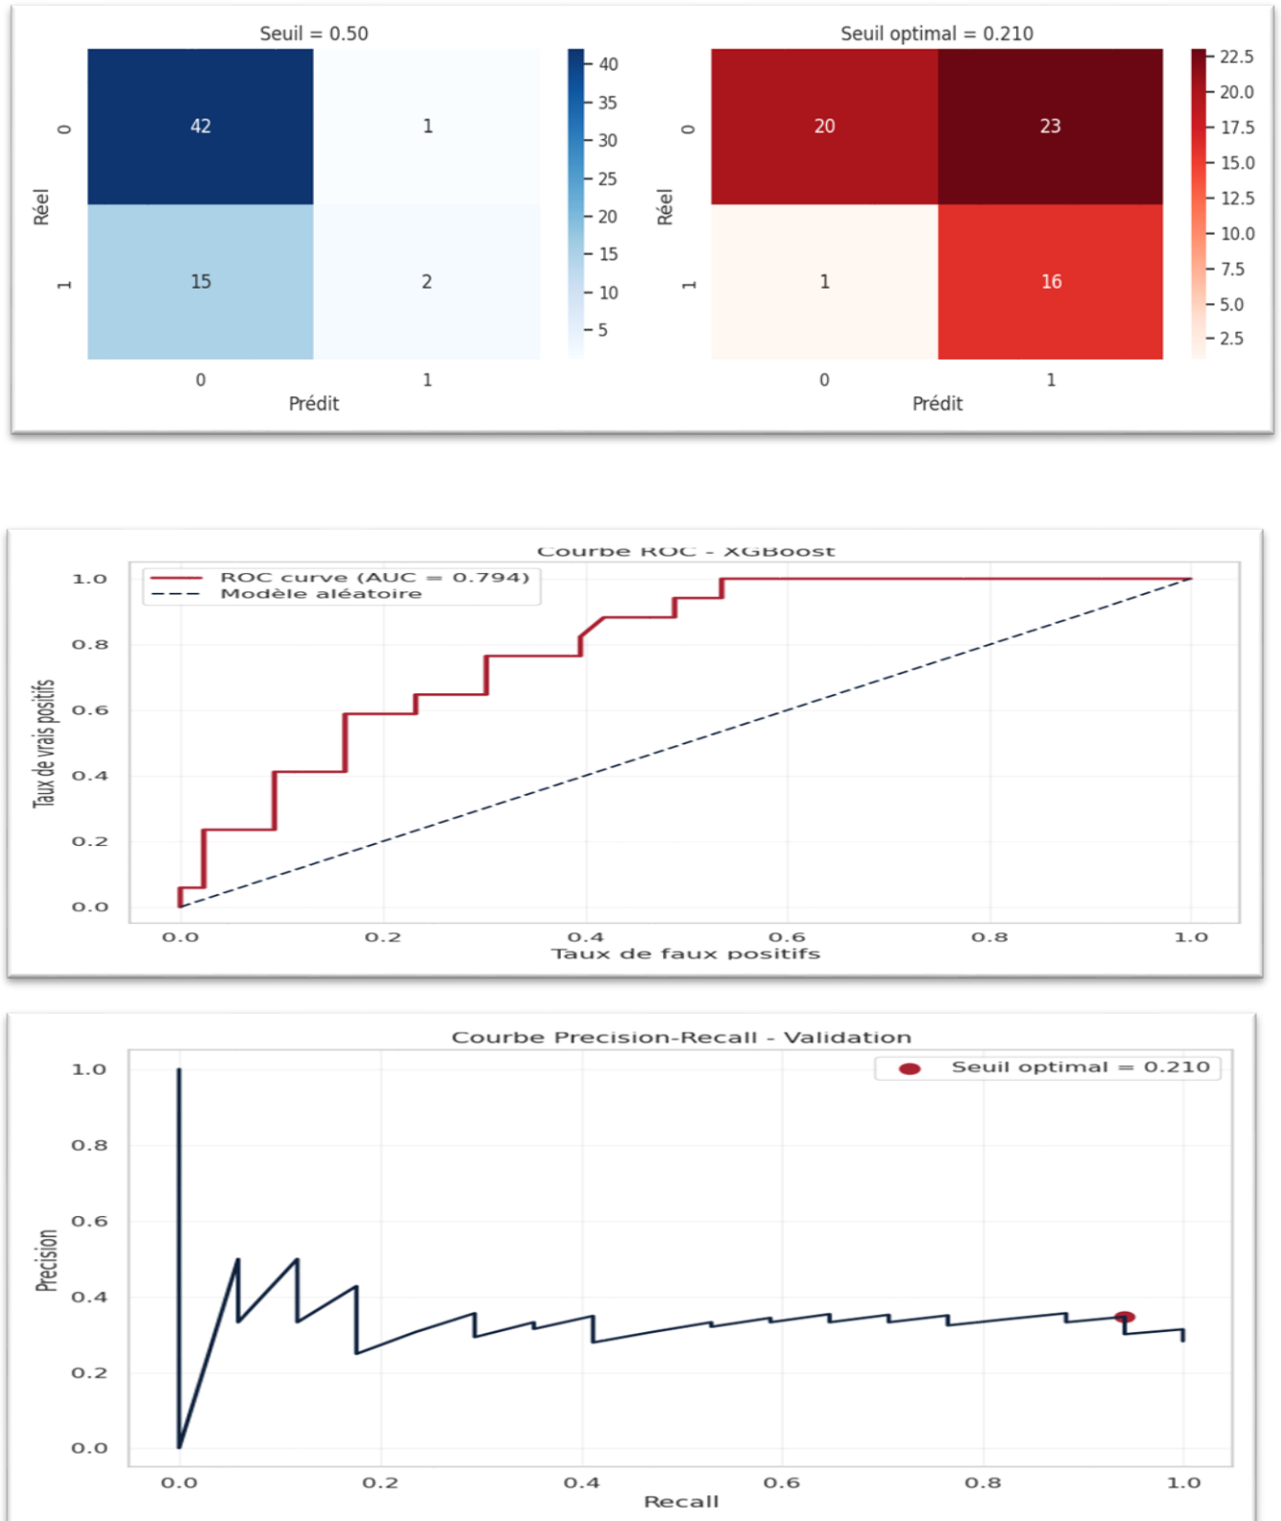 Seuil = 0.50
42 1
15 2
0
1
Réel
0 1
Prédit
40
35
30
25
20
15
10
5
Seuil optimal = 0.210
20 23
1 16
0
1
Réel
0 1
Prédit
22.5
20.0
17.5
15.0
12.5
10.0
7.5
5.0
2.5
Courbe ROC - XGBoost
ROC curve (AUC = 0.794)
Modèle aléatoire
Taux de vrais positifs
1.0
0.8
0.6
0.4
0.2
0.0
0.0 0.2 0.4 0.6 0.8 1.0
Taux de faux positifs
Courbe Precision-Recall - Validation
Seuil optimal = 0.210
Precision
1.0
0.8
0.6
0.4
0.2
0.0
0.0 0.2 0.4 0.6 0.8 1.0
Recall